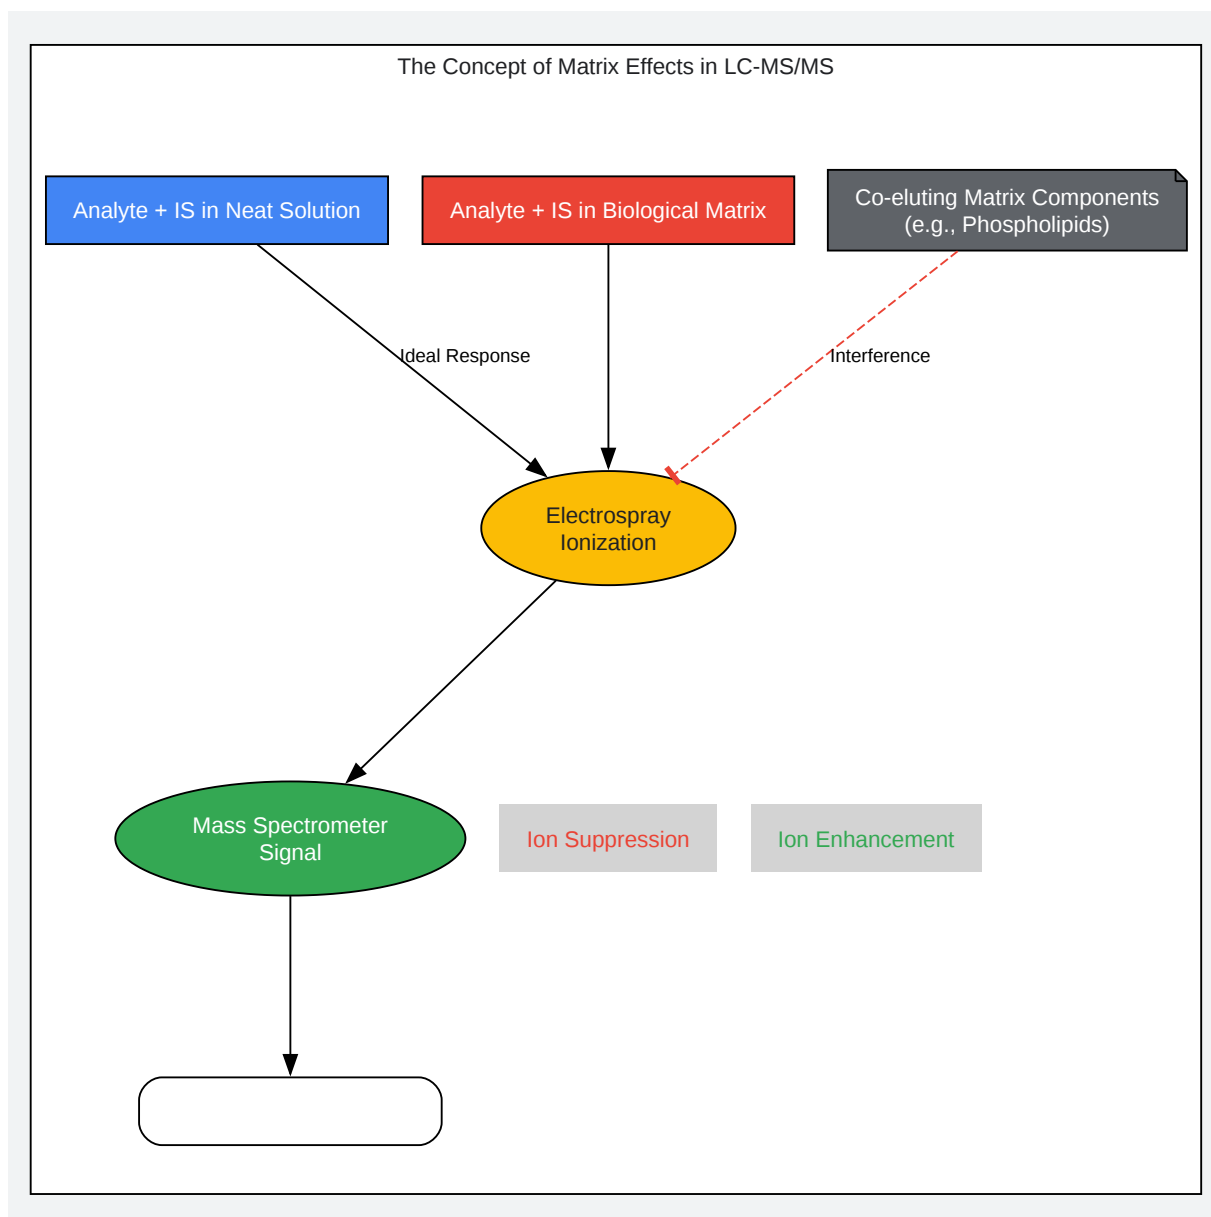 The Concept of Matrix Effects in LC-MS/MS
Analyte + IS in Neat Solution
Analyte + IS in Biological Matrix
Co-eluting Matrix Components
(e.g., Phospholipids)
Ideal Response
Interference
Electrospray
Ionization
Mass Spectrometer
Signal
Ion Suppression
Ion Enhancement